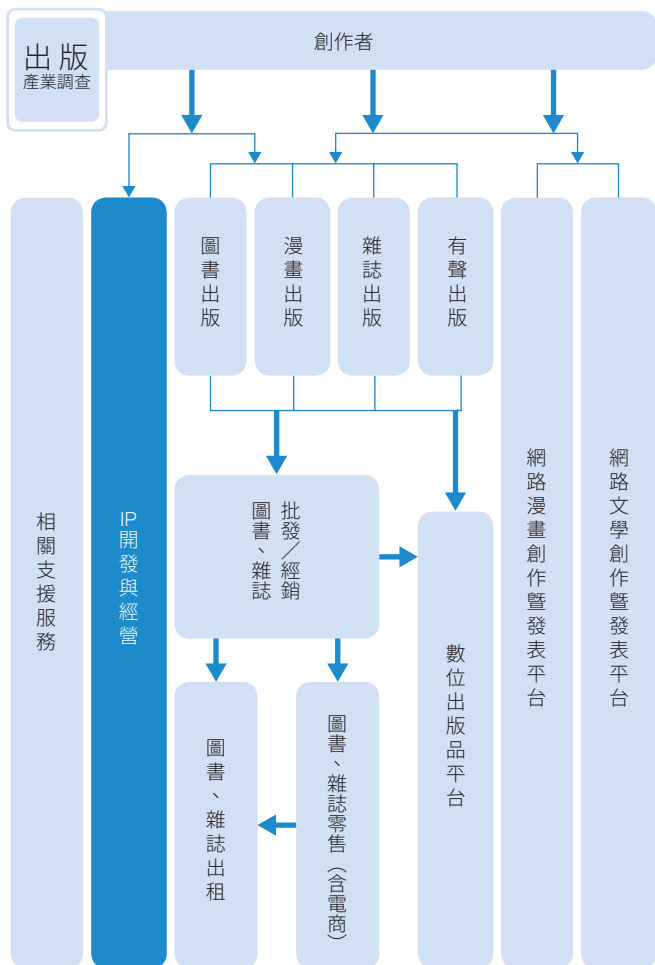 出版
產業調查
創作者
相關支援服務
IP開發與經營
圖書出版
漫畫出版
雜誌出版
有聲出版
批發／經銷
圖書、雜誌
圖書、雜誌出租
圖書、雜誌零售（含電商）
數位出版品平台
網路漫畫創作暨發表平台
網路文學創作暨發表平台